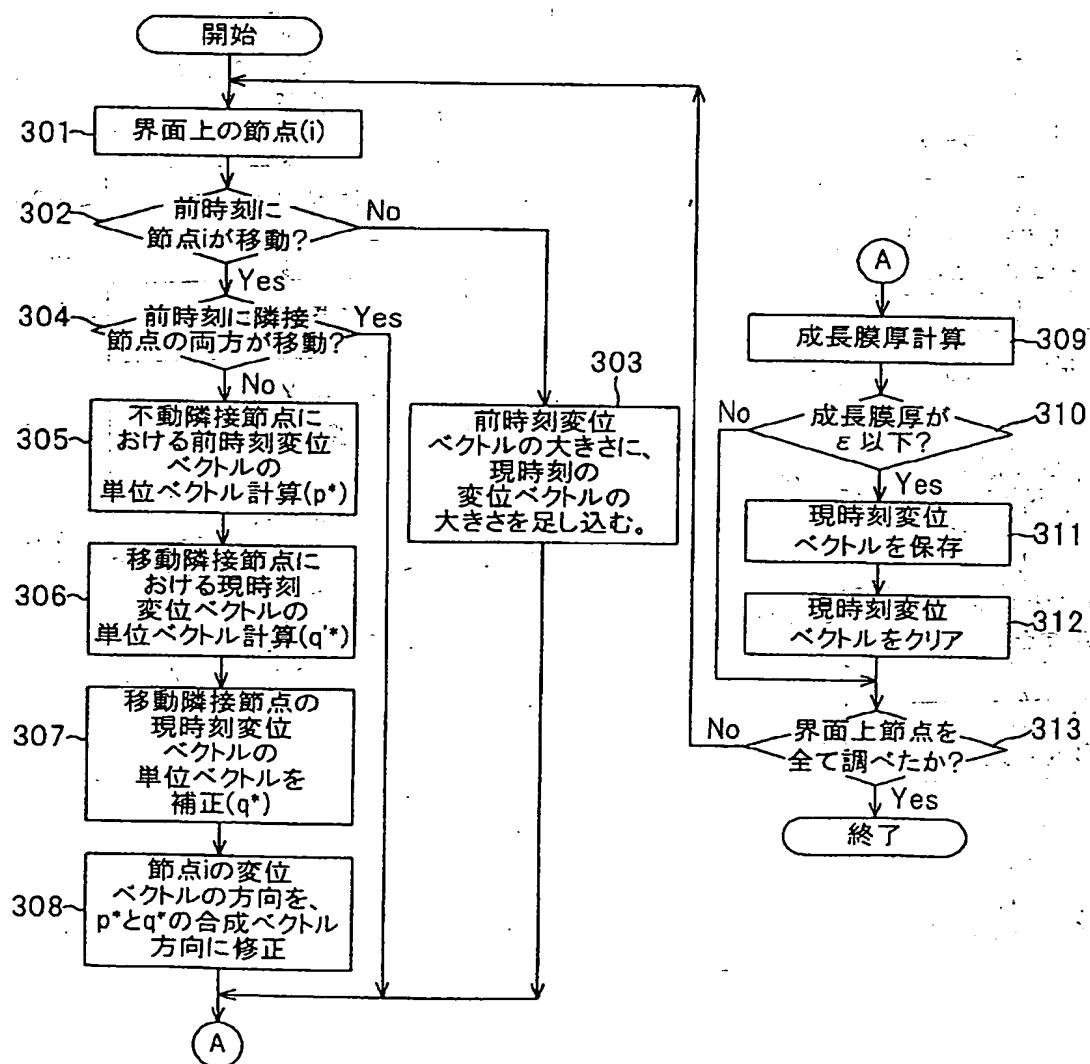 開始
301
界面上の節点(i)
302
前時刻に
節点iが移動?
No
Yes
304
前時刻に隣接
節点の両方が移動?
Yes
No
303
前時刻変位
ベクトルの大きさに、
現時刻の
変位ベクトルの
大きさを足し込む。
305
不動隣接節点に
おける前時刻変位
ベクトルの
単位ベクトル計算(p*)
306
移動隣接節点に
おける現時刻
変位ベクトルの
単位ベクトル計算(q'*)
307
移動隣接節点の
現時刻変位
ベクトルの
単位ベクトルを
補正(q*)
308
節点iの変位
ベクトルの方向を、
p*とq*の合成ベクトル
方向に修正
A
A
成長膜厚計算
309
成長膜厚が
ε以下?
310
No
Yes
現時刻変位
ベクトルを保存
311
現時刻変位
ベクトルをクリア
312
界面上節点を
全て調べたか?
313
No
Yes
終了